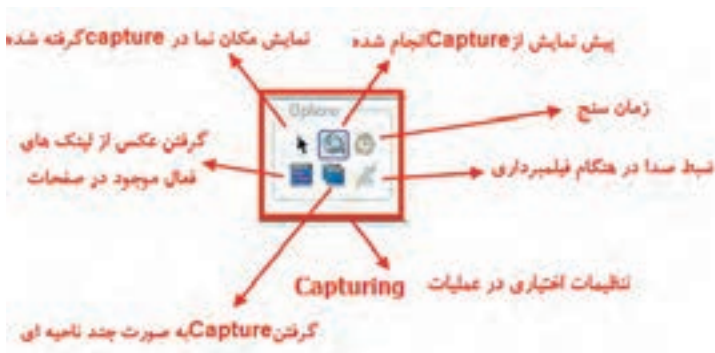 پیش نمایش از Capture انجام شده
نمایش مکان نما در capture گرفته شده
زمان سنج
Options
گرفتن عکس از لینک های
فعال موجود در صفحات
ضبط صدا در هنگام فیلمبرداری
تنظیمات اختیاری در عملیات Capturing
گرفتن Capture به صورت چند ناحیه ای